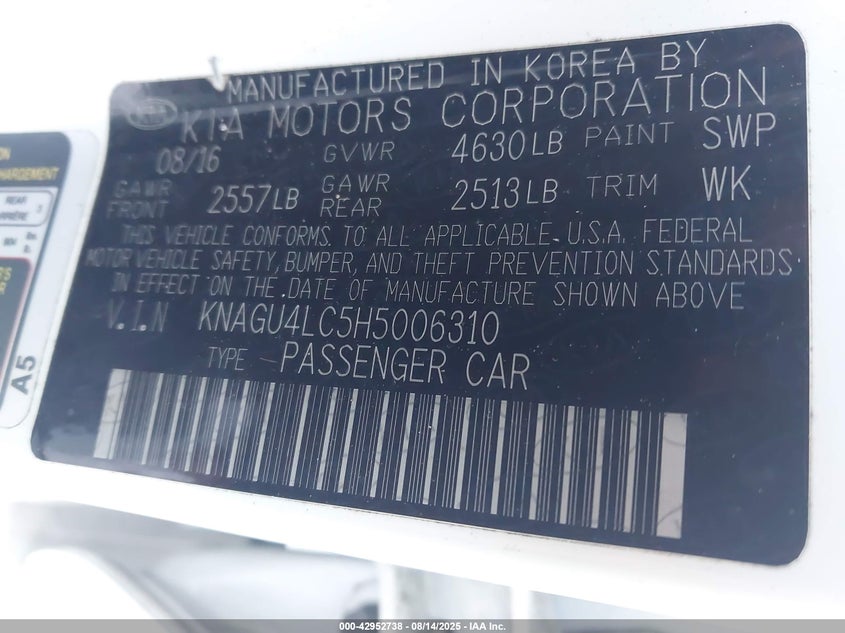 MANUFACTURED IN KOREA BY
KIA
KIA MOTORS CORPORATION
08/16 GVWR 4630LB PAINT SWP
GAWR FRONT 2557LB GAWR REAR 2513LB TRIM WK
THIS VEHICLE CONFORMS TO ALL APPLICABLE U.S.A. FEDERAL
MOTOR VEHICLE SAFETY, BUMPER, AND THEFT PREVENTION STANDARDS
IN EFFECT ON THE DATE OF MANUFACTURE SHOWN ABOVE
V.I.N KNAGU4LC5H5006310
TYPE - PASSENGER CAR
REAR
A5
000-42952738 - 08/14/2025 - IAA Inc.